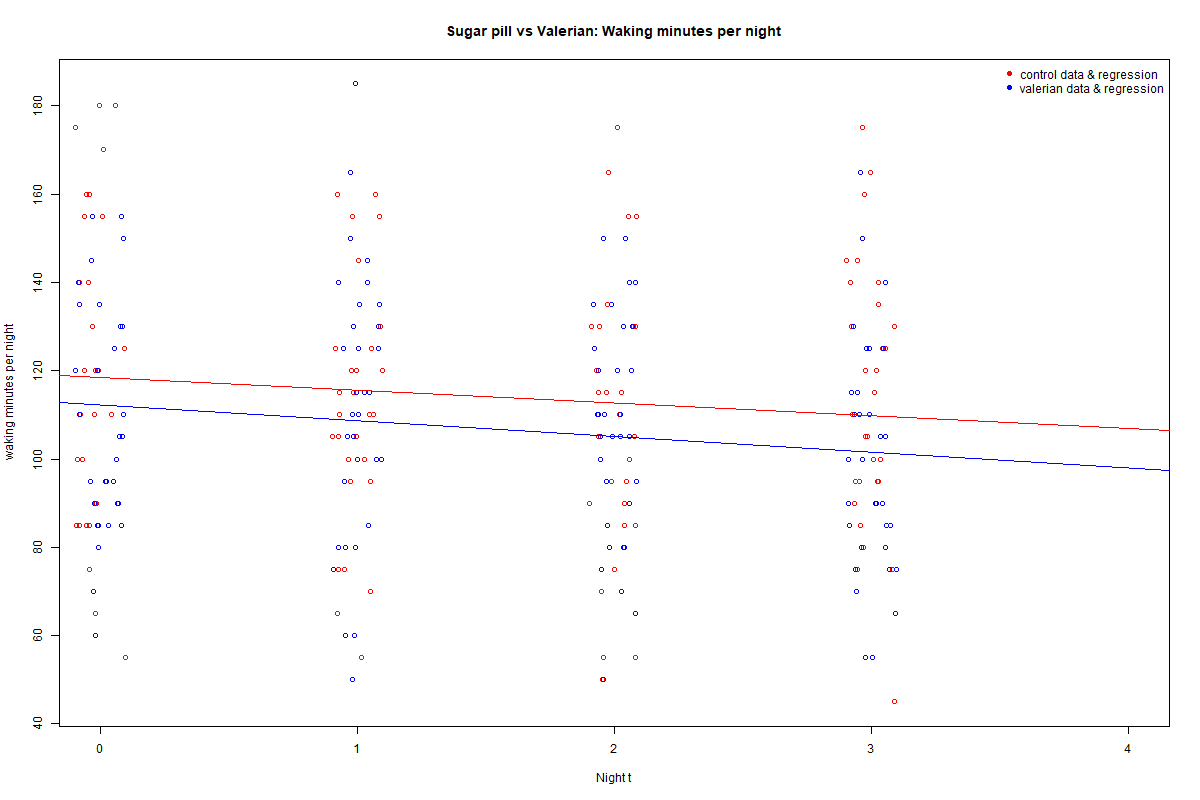 Sugar pill vs Valerian: Waking minutes per night
control data & regression
valerian data & regression
waking minutes per night
180
160
140
120
100
80
60
40
0 1 2 3 4
Night t